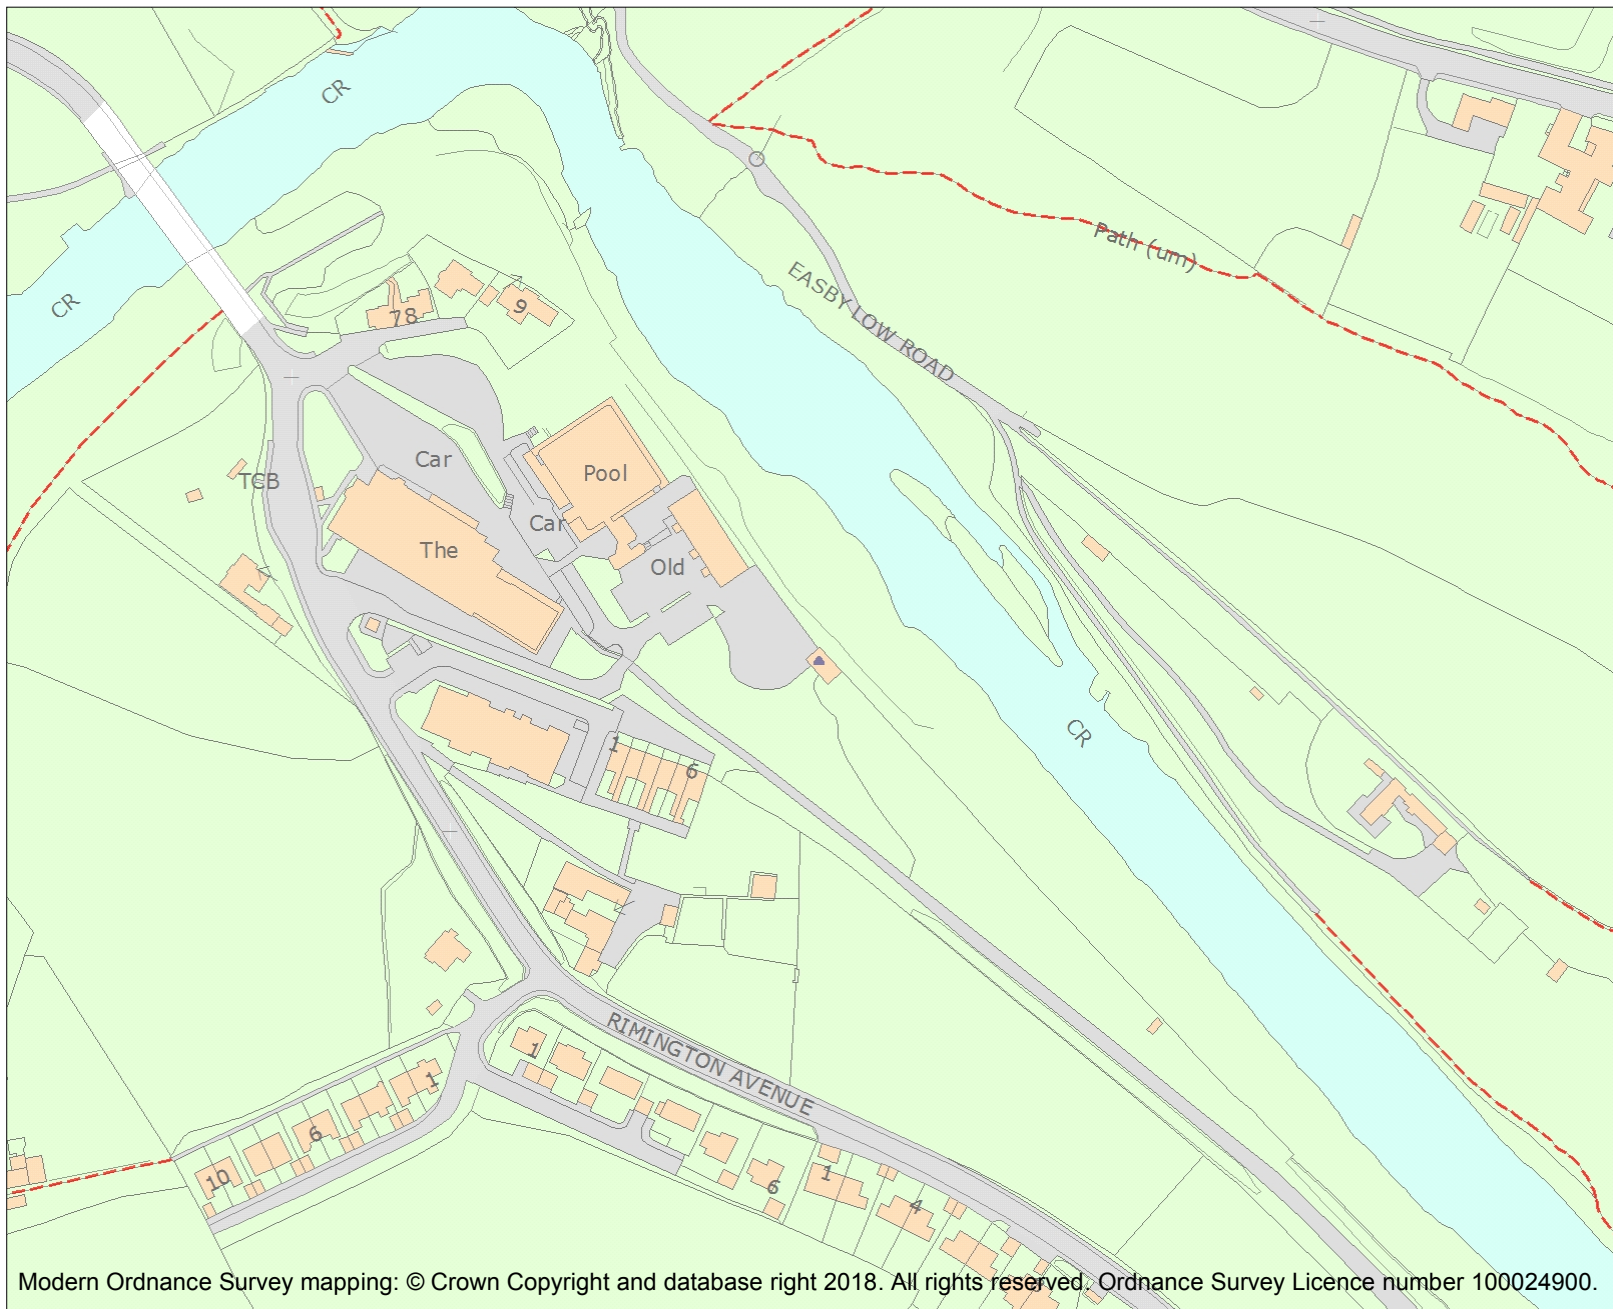 CR
Path (um)
CR
EASBY LOW ROAD
78
9
Car
Pool
TCB
Car
The
Old
CR
1
6
RIMINGTON AVENUE
1
1
6
10
1
6
4
Modern Ordnance Survey mapping: © Crown Copyright and database right 2018. All rights reserved. Ordnance Survey Licence number 100024900.